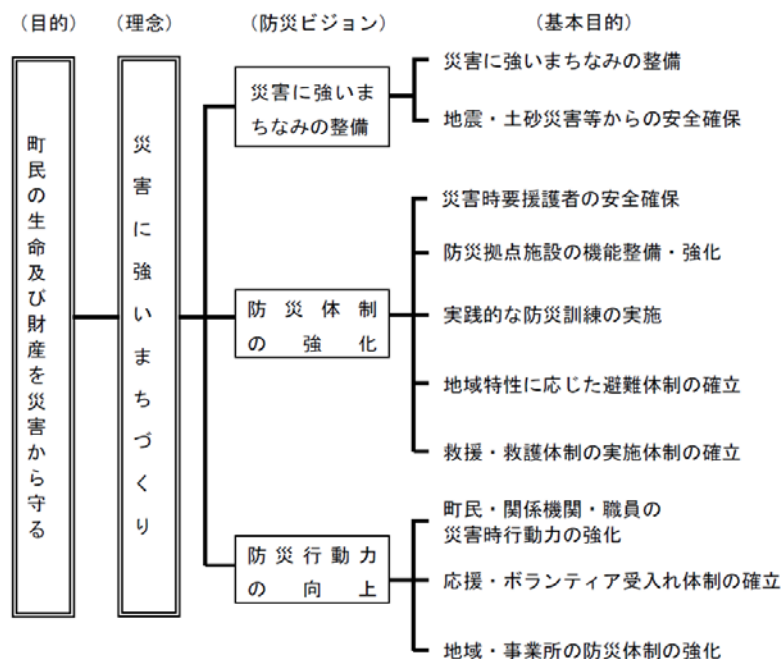 （目的）
（理念）
（防災ビジョン）
（基本目的）
町民の生命及び財産を災害から守る
災害に強いまちづくり
災害に強いま
ちなみの整備
災害に強いまちなみの整備
地震・土砂災害等からの安全確保
防災体制
の強化
災害時要援護者の安全確保
防災拠点施設の機能整備・強化
実践的な防災訓練の実施
地域特性に応じた避難体制の確立
救援・救護体制の実施体制の確立
防災行動力
の向上
町民・関係機関・職員の
災害時行動力の強化
応援・ボランティア受入れ体制の確立
地域・事業所の防災体制の強化